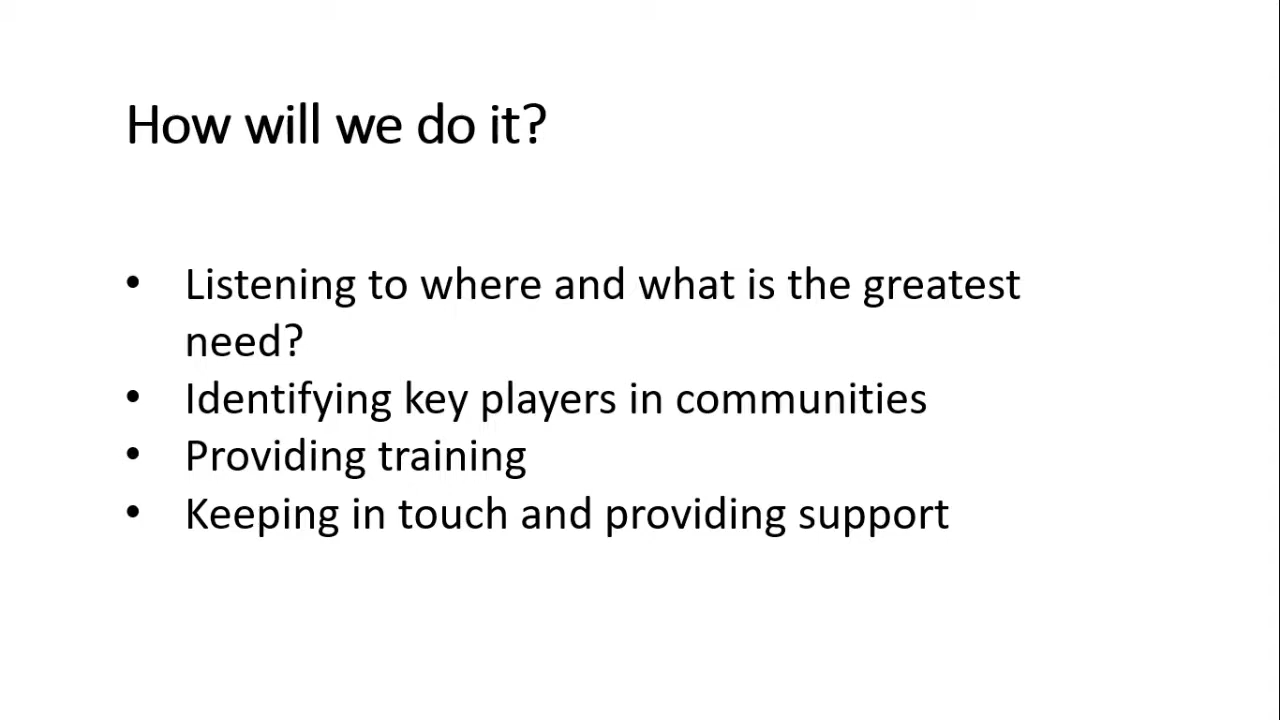 How will we do it?
• Listening to where and what is the greatest
need?
• Identifying key players in communities
• Providing training
• Keeping in touch and providing support